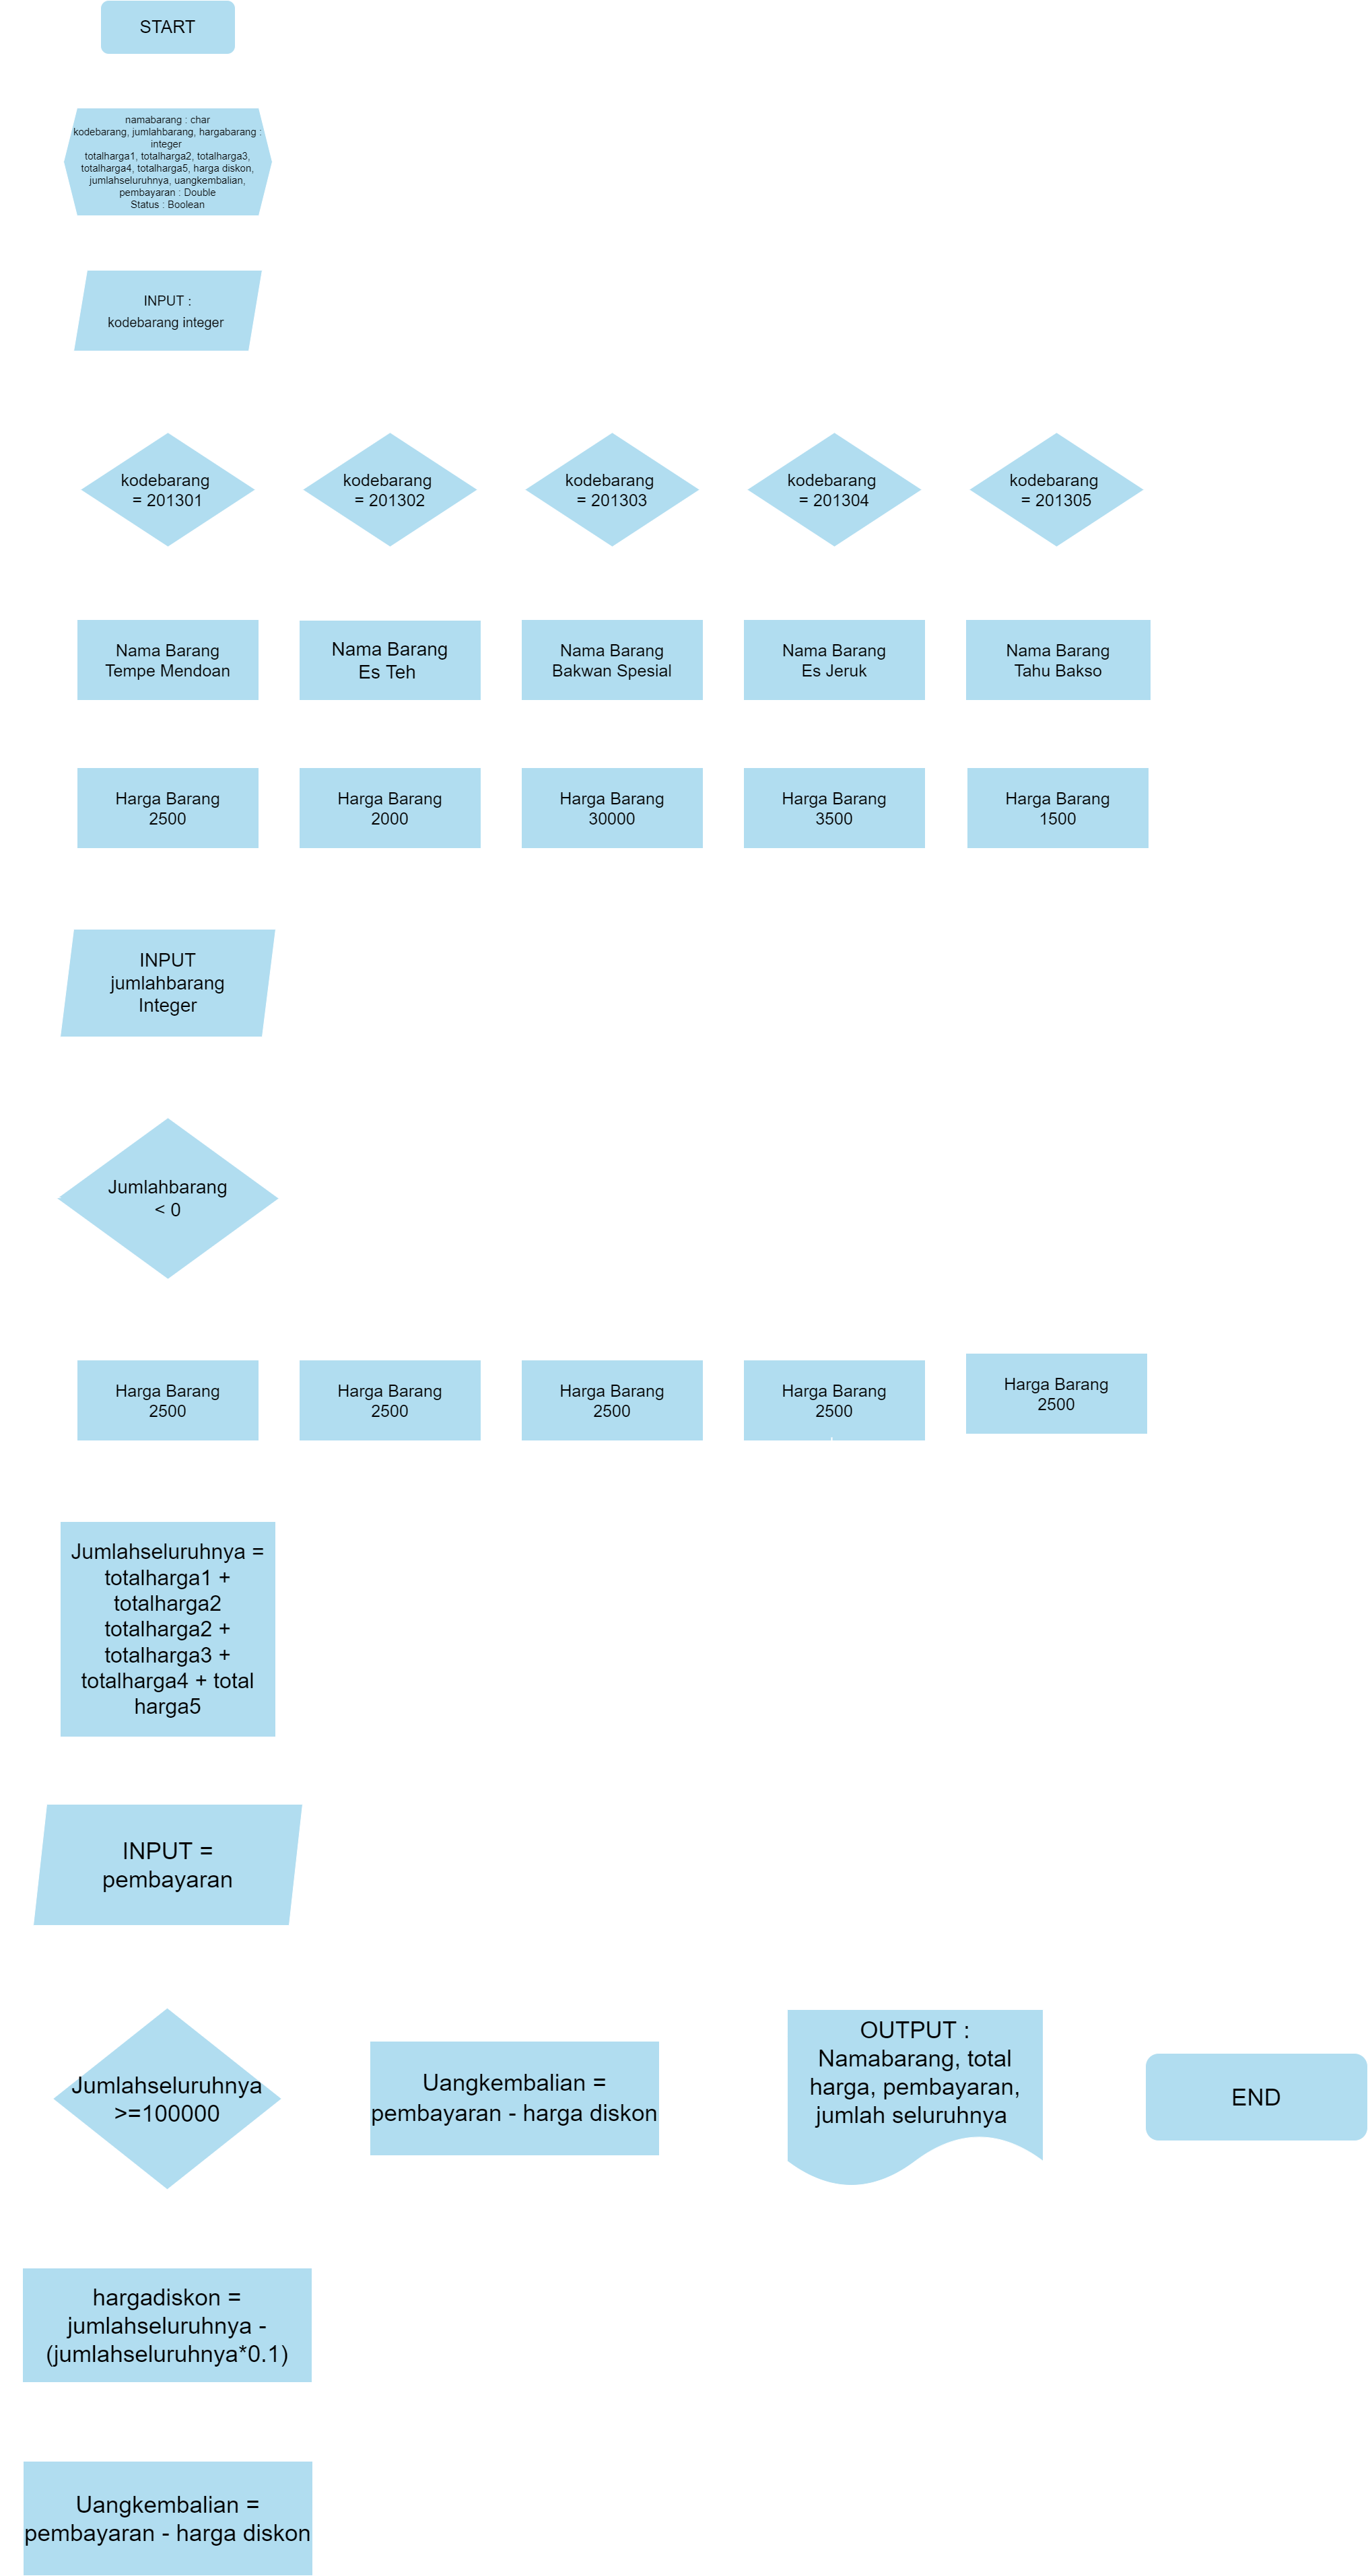 START
namabarang : char
kodebarang, jumlahbarang, hargabarang :
integer
totalharga1, totalharga2, totalharga3,
totalharga4, totalharga5, harga diskon,
jumlahseluruhnya, uangkembalian,
pembayaran : Double
Status : Boolean
INPUT :
kodebarang integer
kodebarang
= 201301
kodebarang
= 201302
kodebarang
= 201303
kodebarang
= 201304
kodebarang
= 201305
Nama Barang
Tempe Mendoan
Nama Barang
Es Teh
Nama Barang
Bakwan Spesial
Nama Barang
Es Jeruk
Nama Barang
Tahu Bakso
Harga Barang
2500
Harga Barang
2000
Harga Barang
30000
Harga Barang
3500
Harga Barang
1500
INPUT
jumlahbarang
Integer
Jumlahbarang
< 0
Harga Barang
2500
Harga Barang
2500
Harga Barang
2500
Harga Barang
2500
Harga Barang
2500
Jumlahseluruhnya =
totalharga1 +
totalharga2
totalharga2 +
totalharga3 +
totalharga4 + total
harga5
INPUT =
pembayaran
Jumlahseluruhnya
>=100000
Uangkembalian =
pembayaran - harga diskon
OUTPUT :
Namabarang, total
harga, pembayaran,
jumlah seluruhnya
END
hargadiskon =
jumlahseluruhnya -
(jumlahseluruhnya*0.1)
Uangkembalian =
pembayaran - harga diskon